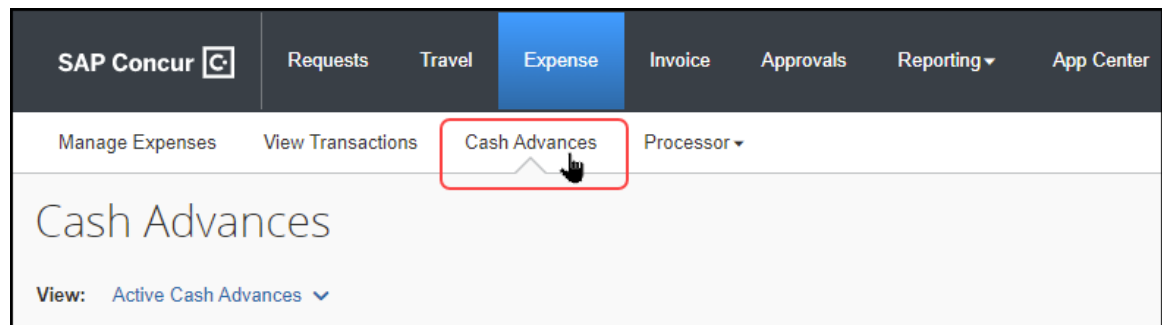 SAP Concur C. Requests Travel Expense Invoice Approvals Reporting App Center
Manage Expenses View Transactions Cash Advances Processor
Cash Advances
View: Active Cash Advances